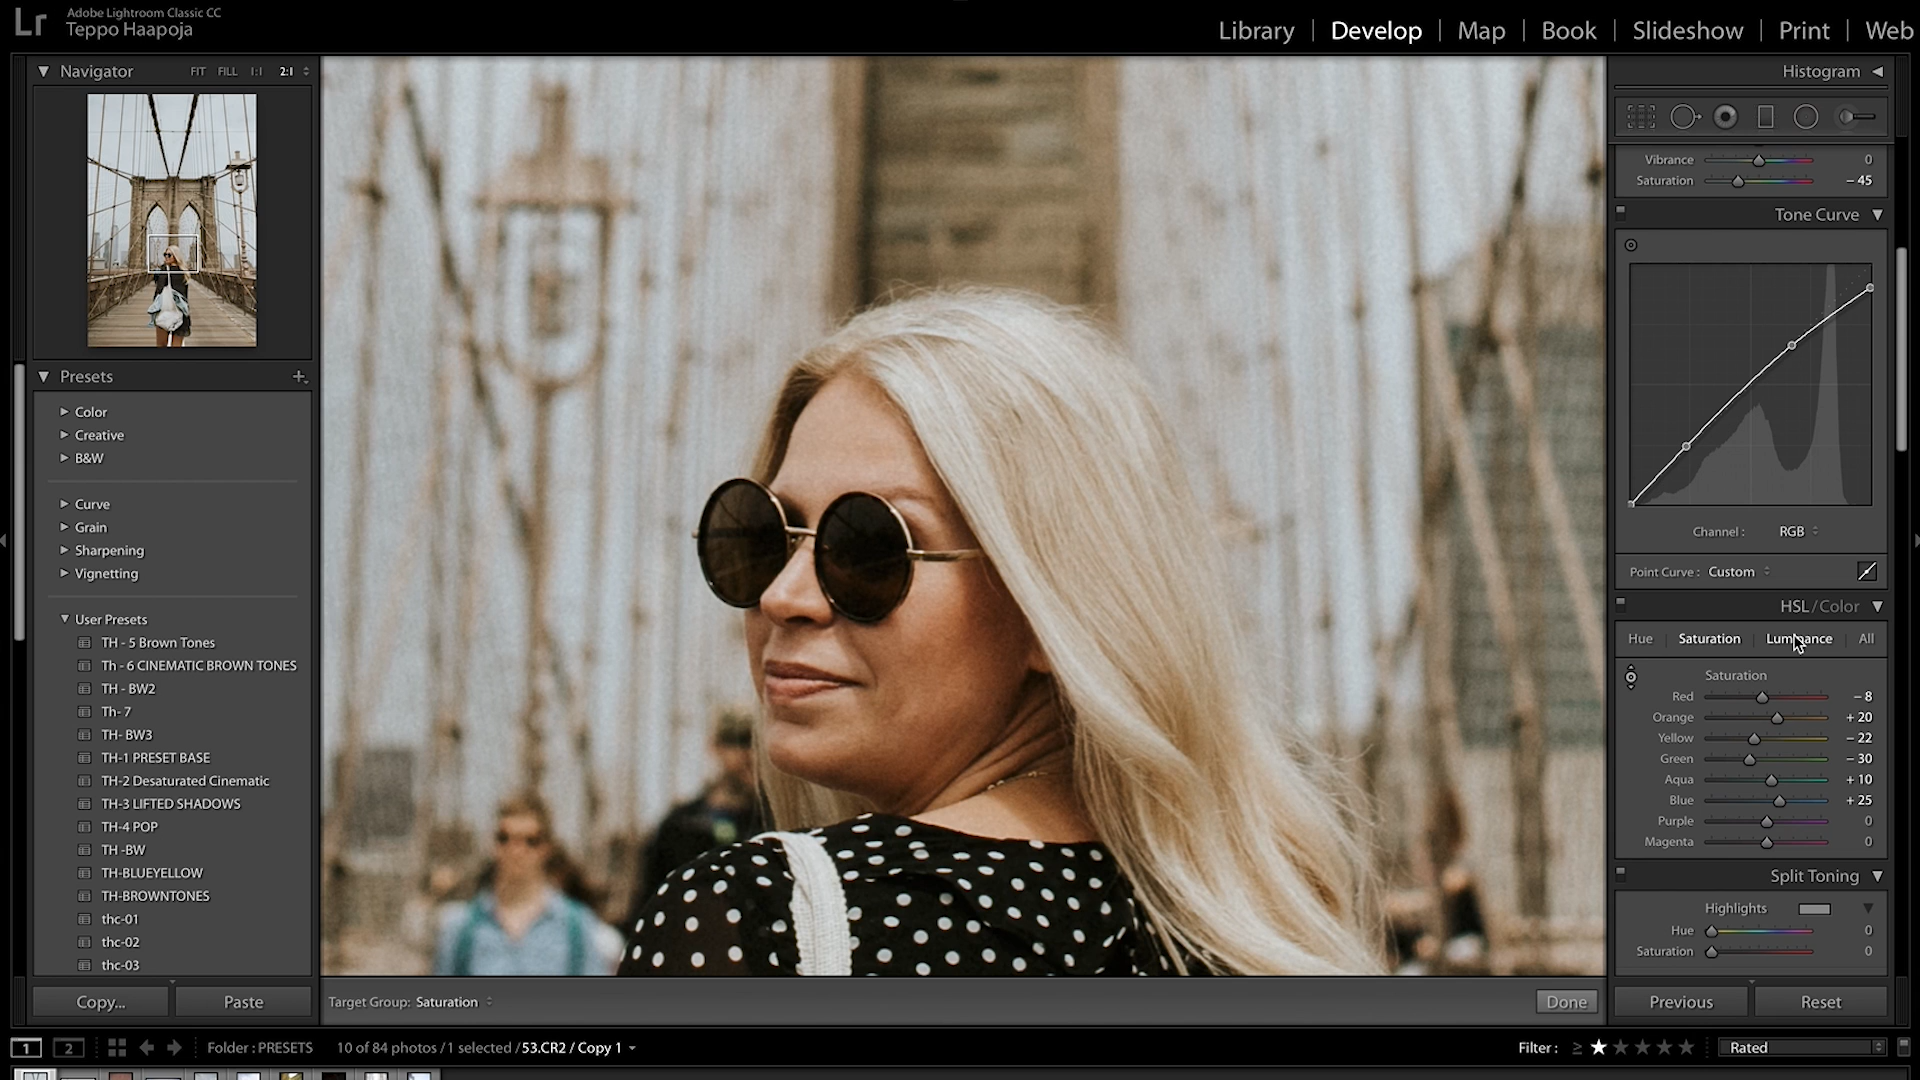 Lr
Adobe Lightroom Classic CC
Teppo Haapoja
Library | Develop | Map | Book | Slideshow | Print | Web
Navigator FIT FILL 1:1 2:1
Presets
Color
Creative
B&W
Curve
Grain
Sharpening
Vignetting
User Presets
TH - 5 Brown Tones
Th - 6 CINEMATIC BROWN TONES
TH - BW2
Th- 7
TH- BW3
TH-1 PRESET BASE
TH-2 Desaturated Cinematic
TH-3 LIFTED SHADOWS
TH-4 POP
TH -BW
TH-BLUEYELLOW
TH-BROWNTONES
thc-01
thc-02
thc-03
Copy... Paste
Target Group: Saturation
Done
Histogram
Vibrance 0
Saturation - 45
Tone Curve
Channel : RGB
Point Curve : Custom
HSL / Color
Hue Saturation Luminance All
Saturation
Red - 8
Orange + 20
Yellow - 22
Green - 30
Aqua + 10
Blue + 25
Purple 0
Magenta 0
Split Toning
Highlights
Hue 0
Saturation 0
Previous Reset
1 2 Folder : PRESETS 10 of 84 photos / 1 selected / 53.CR2 / Copy 1 Filter : ≥ ★★★★★ Rated